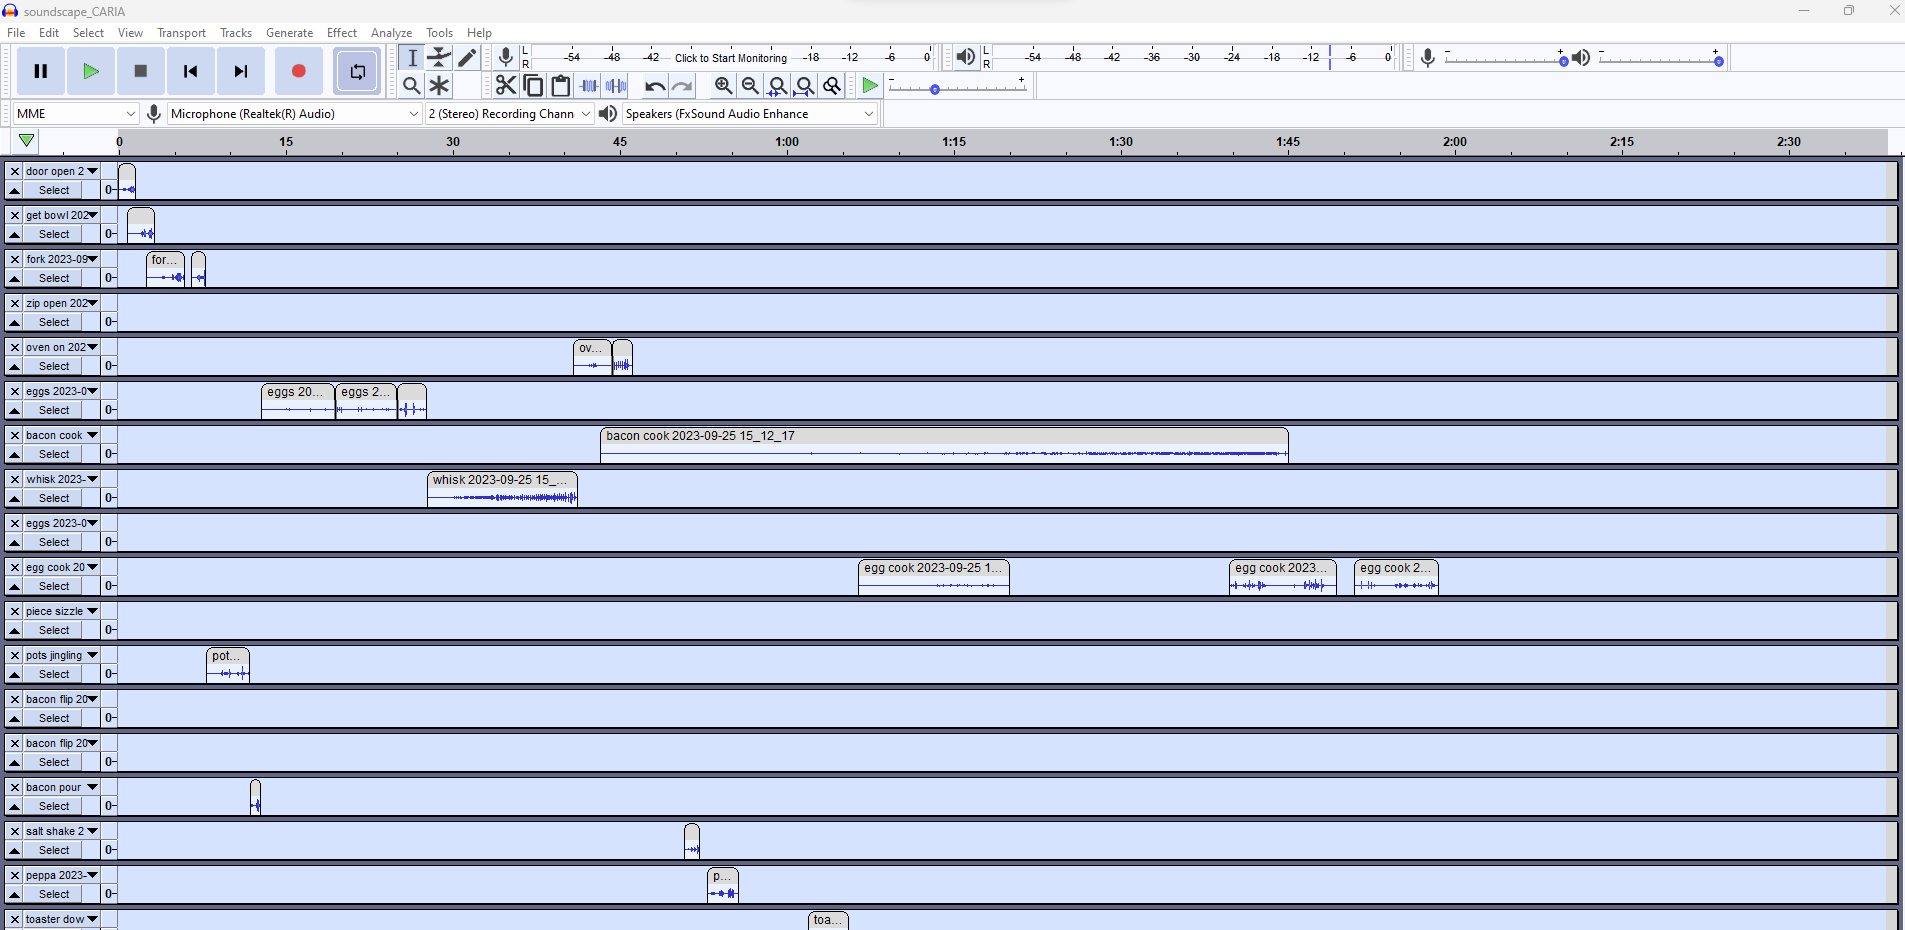 soundscape_CARIA
File Edit Select View Transport Tracks Generate Effect Analyze Tools Help
L R -54 -48 -42 Click to Start Monitoring -18 -12 -6 0 L R -54 -48 -42 -36 -30 -24 -18 -12 -6 0 - + - +
- +
MME Microphone (Realtek(R) Audio) 2 (Stereo) Recording Chann Speakers (FxSound Audio Enhance
0 15 30 45 1:00 1:15 1:30 1:45 2:00 2:15 2:30
door open 2
Select 0
get bowl 202
Select 0
fork 2023-09 for...
Select 0
zip open 202
Select 0
oven on 202 ov...
Select 0
eggs 2023-0 eggs 20... eggs 2...
Select 0
bacon cook bacon cook 2023-09-25 15_12_17
Select 0
whisk 2023- whisk 2023-09-25 15_...
Select 0
eggs 2023-0
Select 0
egg cook 20 egg cook 2023-09-25 1... egg cook 2023... egg cook 2...
Select 0
piece sizzle
Select 0
pots jingling pot...
Select 0
bacon flip 20
Select 0
bacon flip 20
Select 0
bacon pour
Select 0
salt shake 2
Select 0
peppa 2023- p...
Select 0
toaster dow toa...